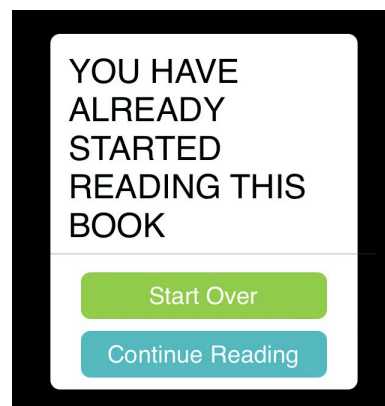 YOU HAVE
ALREADY
STARTED
READING THIS
BOOK
Start Over
Continue Reading